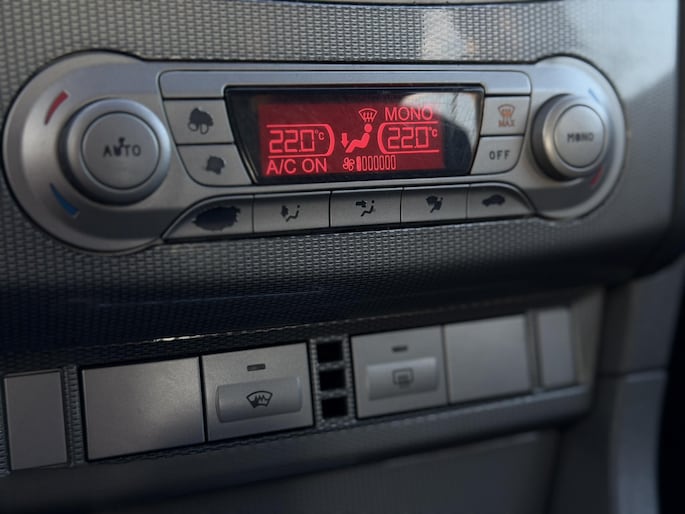 AUTO
MONO
22.0°C
22.0°C
A/C ON
MAX
OFF
MONO